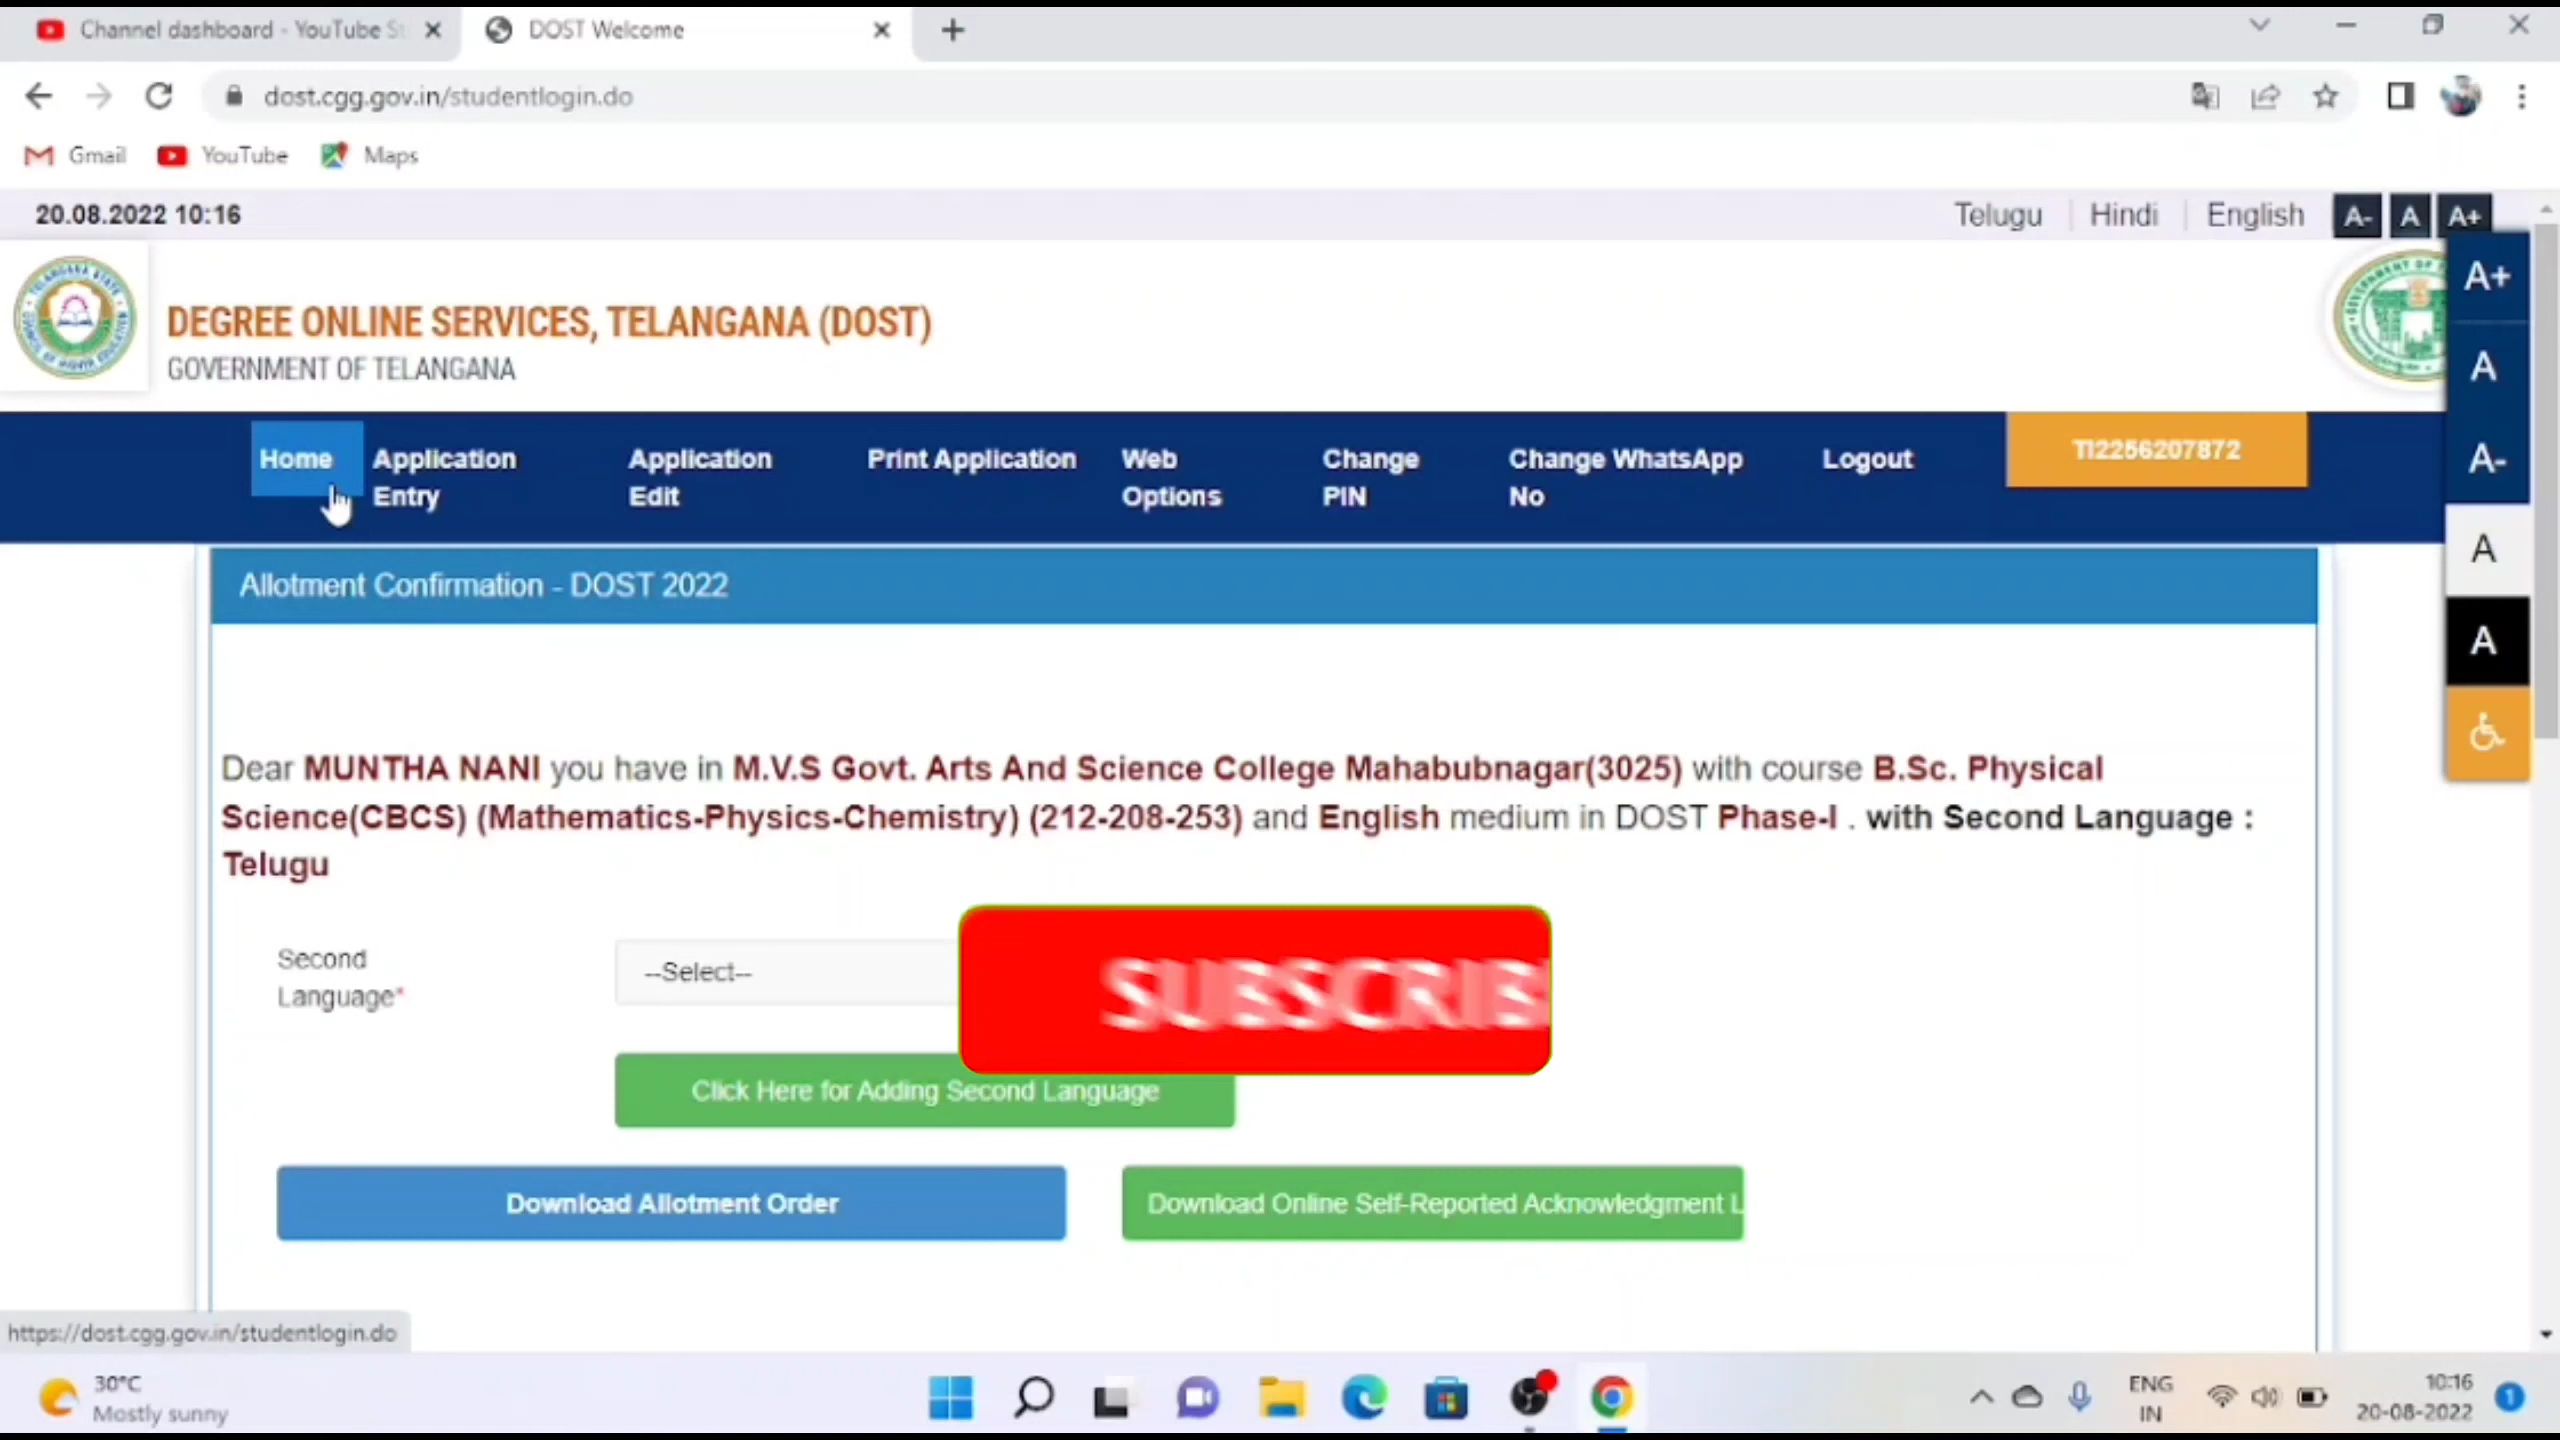 Channel dashboard - YouTube St
DOST Welcome
dost.cgg.gov.in/studentlogin.do
Gmail YouTube Maps
20.08.2022 10:16
Telugu Hindi English A- A A+
DEGREE ONLINE SERVICES, TELANGANA (DOST)
GOVERNMENT OF TELANGANA
A+
A
A-
A
A
Home
Application
Entry
Application
Edit
Print Application
Web
Options
Change
PIN
Change WhatsApp
No
Logout
TI2256207872
Allotment Confirmation - DOST 2022
Dear MUNTHA NANI you have in M.V.S Govt. Arts And Science College Mahabubnagar(3025) with course B.Sc. Physical
Science(CBCS) (Mathematics-Physics-Chemistry) (212-208-253) and English medium in DOST Phase-I . with Second Language :
Telugu
Second
Language*
--Select--
SUBSCRIB
Click Here for Adding Second Language
Download Allotment Order
Download Online Self-Reported Acknowledgment L
https://dost.cgg.gov.in/studentlogin.do
30°C
Mostly sunny
ENG
IN
10:16
20-08-2022
1